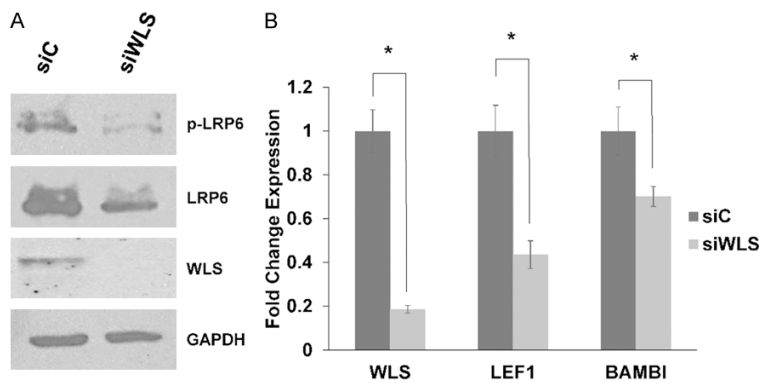 A
siC
siWLS
p-LRP6
LRP6
WLS
GAPDH
B
*
*
*
Fold Change Expression
1.2
1
0.8
0.6
0.4
0.2
0
WLS
LEF1
BAMBI
siC
siWLS